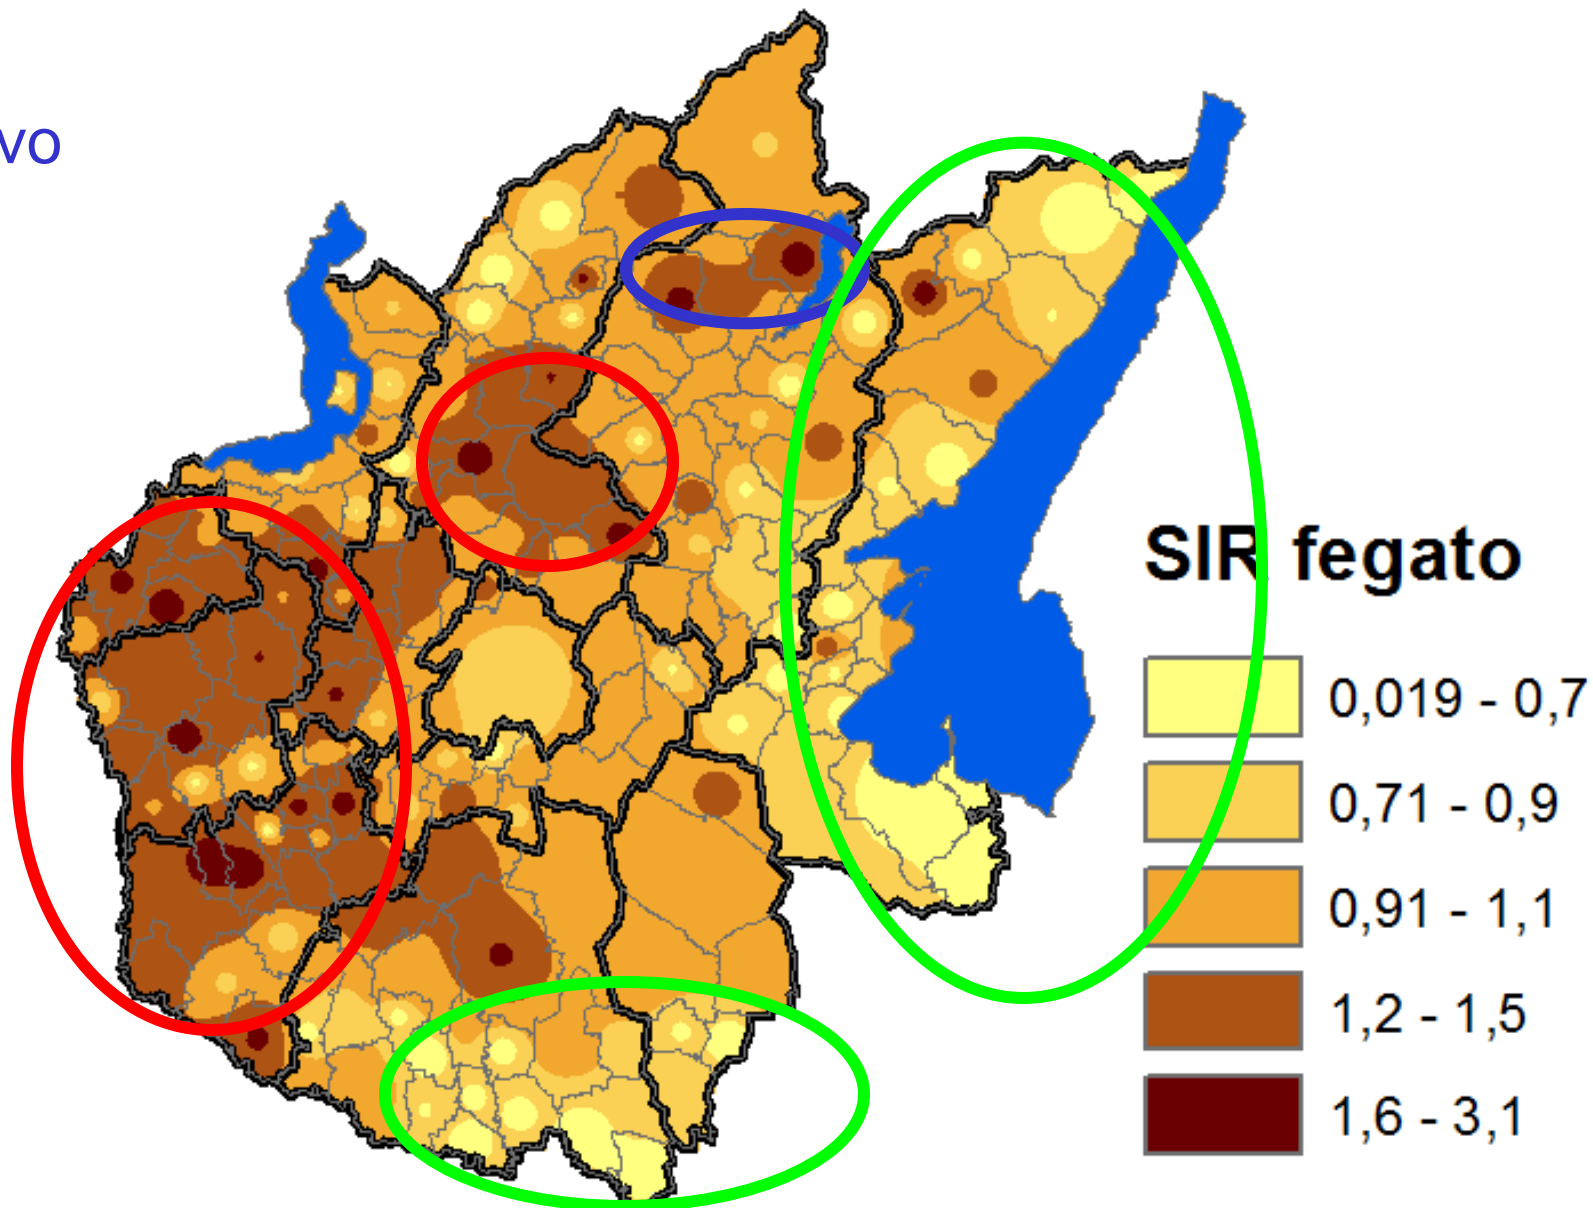 vo
SIR fegato
0,019 - 0,7
0,71 - 0,9
0,91 - 1,1
1,2 - 1,5
1,6 - 3,1